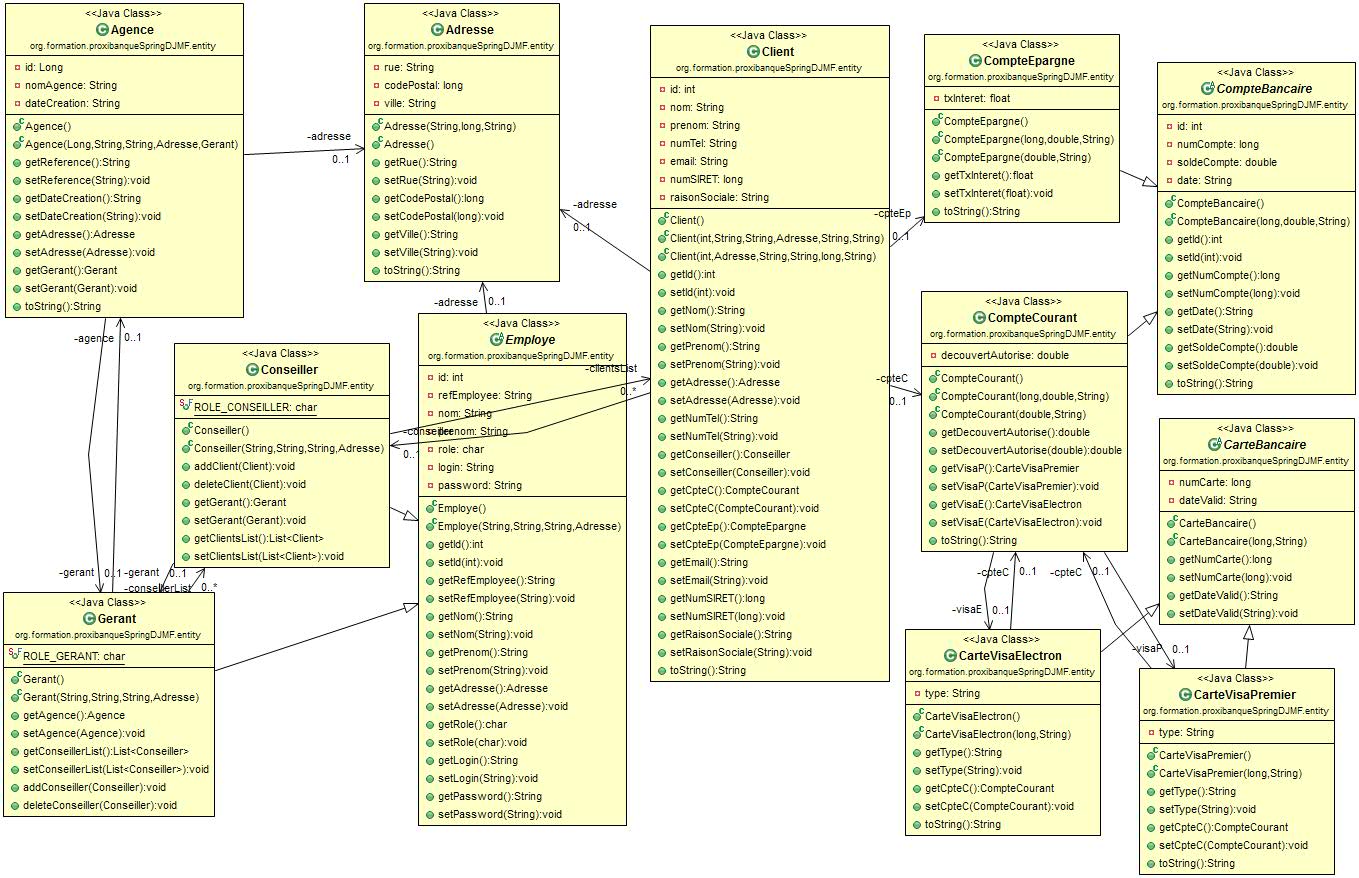 <<Java Class>>
Agence
org.formation.proxibanqueSpringDJMF.entity
id: Long
nomAgence: String
dateCreation: String
Agence()
Agence(Long,String,String,Adresse,Gerant)
getReference():String
setReference(String):void
getDateCreation():String
setDateCreation(String):void
getAdresse():Adresse
setAdresse(Adresse):void
getGerant():Gerant
setGerant(Gerant):void
toString():String
-adresse
0..1
<<Java Class>>
Adresse
org.formation.proxibanqueSpringDJMF.entity
rue: String
codePostal: long
ville: String
Adresse(String,long,String)
Adresse()
getRue():String
setRue(String):void
getCodePostal():long
setCodePostal(long):void
getVille():String
setVille(String):void
toString():String
-adresse
0..1
-adresse
0..1
<<Java Class>>
Client
org.formation.proxibanqueSpringDJMF.entity
id: int
nom: String
prenom: String
numTel: String
email: String
numSIRET: long
raisonSociale: String
Client()
Client(int,String,String,Adresse,String,String)
Client(int,Adresse,String,String,long,String)
getId():int
setId(int):void
getNom():String
setNom(String):void
getPrenom():String
setPrenom(String):void
getAdresse():Adresse
setAdresse(Adresse):void
getNumTel():String
setNumTel(String):void
getConseiller():Conseiller
setConseiller(Conseiller):void
getCpteC():CompteCourant
setCpteC(CompteCourant):void
getCpteEp():CompteEpargne
setCpteEp(CompteEpargne):void
getEmail():String
setEmail(String):void
getNumSIRET():long
setNumSIRET(long):void
getRaisonSociale():String
setRaisonSociale(String):void
toString():String
-cpteEp
0..1
-cpteC
0..1
<<Java Class>>
CompteEpargne
org.formation.proxibanqueSpringDJMF.entity
txInteret: float
CompteEpargne()
CompteEpargne(long,double,String)
CompteEpargne(double,String)
getTxInteret():float
setTxInteret(float):void
toString():String
<<Java Class>>
CompteBancaire
org.formation.proxibanqueSpringDJMF.entity
id: int
numCompte: long
soldeCompte: double
date: String
CompteBancaire()
CompteBancaire(long,double,String)
getId():int
setId(int):void
getNumCompte():long
setNumCompte(long):void
getDate():String
setDate(String):void
getSoldeCompte():double
setSoldeCompte(double):void
toString():String
-agence
0..1
<<Java Class>>
Conseiller
org.formation.proxibanqueSpringDJMF.entity
ROLE_CONSEILLER: char
Conseiller()
Conseiller(String,String,String,Adresse)
addClient(Client):void
deleteClient(Client):void
getGerant():Gerant
setGerant(Gerant):void
getClientsList():List<Client>
setClientsList(List<Client>):void
-clientsList
0..*
-conseiller
0..1
<<Java Class>>
Employe
org.formation.proxibanqueSpringDJMF.entity
id: int
refEmployee: String
nom: String
prenom: String
role: char
login: String
password: String
Employe()
Employe(String,String,String,Adresse)
getId():int
setId(int):void
getRefEmployee():String
setRefEmployee(String):void
getNom():String
setNom(String):void
getPrenom():String
setPrenom(String):void
getAdresse():Adresse
setAdresse(Adresse):void
getRole():char
setRole(char):void
getLogin():String
setLogin(String):void
getPassword():String
setPassword(String):void
<<Java Class>>
CompteCourant
org.formation.proxibanqueSpringDJMF.entity
decouvertAutorise: double
CompteCourant()
CompteCourant(long,double,String)
CompteCourant(double,String)
getDecouvertAutorise():double
setDecouvertAutorise(double):double
getVisaP():CarteVisaPremier
setVisaP(CarteVisaPremier):void
getVisaE():CarteVisaElectron
setVisaE(CarteVisaElectron):void
toString():String
<<Java Class>>
CarteBancaire
org.formation.proxibanqueSpringDJMF.entity
numCarte: long
dateValid: String
CarteBancaire()
CarteBancaire(long,String)
getNumCarte():long
setNumCarte(long):void
getDateValid():String
setDateValid(String):void
-gerant
0..1
-gerant
0..1
-conseillerList
0..*
<<Java Class>>
Gerant
org.formation.proxibanqueSpringDJMF.entity
ROLE_GERANT: char
Gerant()
Gerant(String,String,String,Adresse)
getAgence():Agence
setAgence(Agence):void
getConseillerList():List<Conseiller>
setConseillerList(List<Conseiller>):void
addConseiller(Conseiller):void
deleteConseiller(Conseiller):void
-cpteC
0..1
-cpteC
0..1
-visaE
0..1
-visaP
0..1
<<Java Class>>
CarteVisaElectron
org.formation.proxibanqueSpringDJMF.entity
type: String
CarteVisaElectron()
CarteVisaElectron(long,String)
getType():String
setType(String):void
getCpteC():CompteCourant
setCpteC(CompteCourant):void
toString():String
<<Java Class>>
CarteVisaPremier
org.formation.proxibanqueSpringDJMF.entity
type: String
CarteVisaPremier()
CarteVisaPremier(long,String)
getType():String
setType(String):void
getCpteC():CompteCourant
setCpteC(CompteCourant):void
toString():String